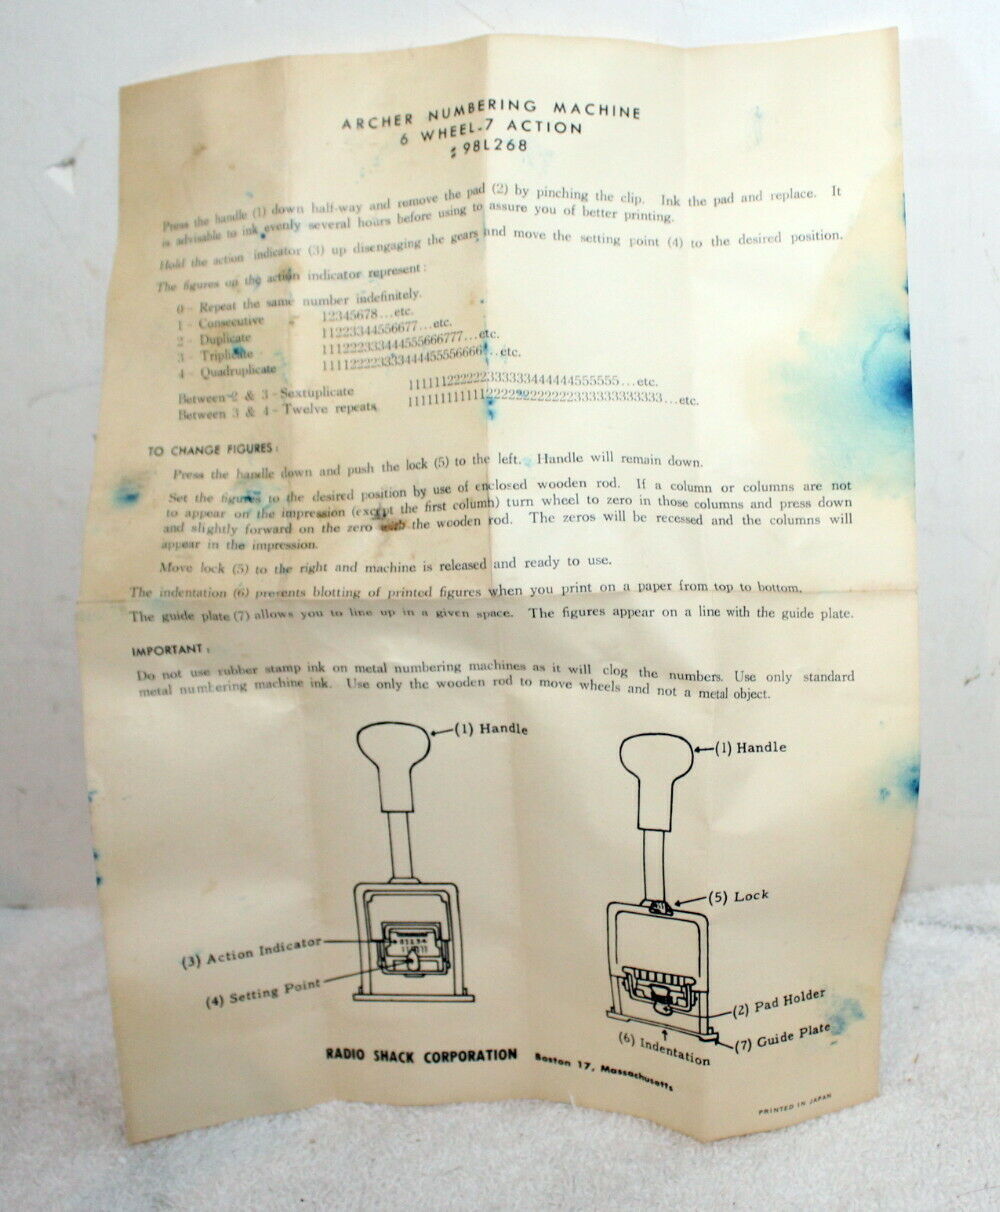 ARCHER NUMBERING MACHINE
6 WHEEL-7 ACTION
#98L268
Press the handle (1) down half-way and remove the pad (2) by pinching the clip. Ink the pad and replace. It
is advisable to ink evenly several hours before using to assure you of better printing.
Hold the action indicator (3) up disengaging the gears and move the setting point (4) to the desired position.
The figures on the action indicator represent:
0 - Repeat the same number indefinitely.
1 - Consecutive 12345678...etc.
2 - Duplicate 11223344556677...etc.
3 - Triplicate 111222333444555666777...etc.
4 - Quadruplicate 111122223333444455556666...etc.
Between 2 & 3 - Sextuplicate 111111222222333333444444555555...etc.
Between 3 & 4 - Twelve repeats 111111111111222222222222333333333333...etc.
TO CHANGE FIGURES:
Press the handle down and push the lock (5) to the left. Handle will remain down.
Set the figures to the desired position by use of enclosed wooden rod. If a column or columns are not
to appear on the impression (except the first column) turn wheel to zero in those columns and press down
and slightly forward on the zero with the wooden rod. The zeros will be recessed and the columns will
appear in the impression.
Move lock (5) to the right and machine is released and ready to use.
The indentation (6) prevents blotting of printed figures when you print on a paper from top to bottom.
The guide plate (7) allows you to line up in a given space. The figures appear on a line with the guide plate.
IMPORTANT:
Do not use rubber stamp ink on metal numbering machines as it will clog the numbers. Use only standard
metal numbering machine ink. Use only the wooden rod to move wheels and not a metal object.
(1) Handle
(1) Handle
(5) Lock
(3) Action Indicator
(4) Setting Point
(2) Pad Holder
(6) Indentation
(7) Guide Plate
RADIO SHACK CORPORATION Boston 17, Massachusetts
PRINTED IN JAPAN